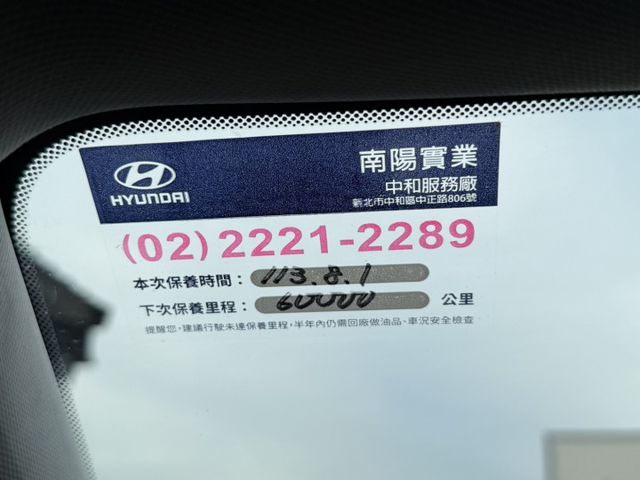 南陽實業
HYUNDAI
中和服務廠
新北市中和區中正路806號
(02)2221-2289
本次保養時間：113.8.1
下次保養里程：60000 公里
提醒您,建議行駛未達保養里程,半年內仍需回廠做油品、車況安全檢查